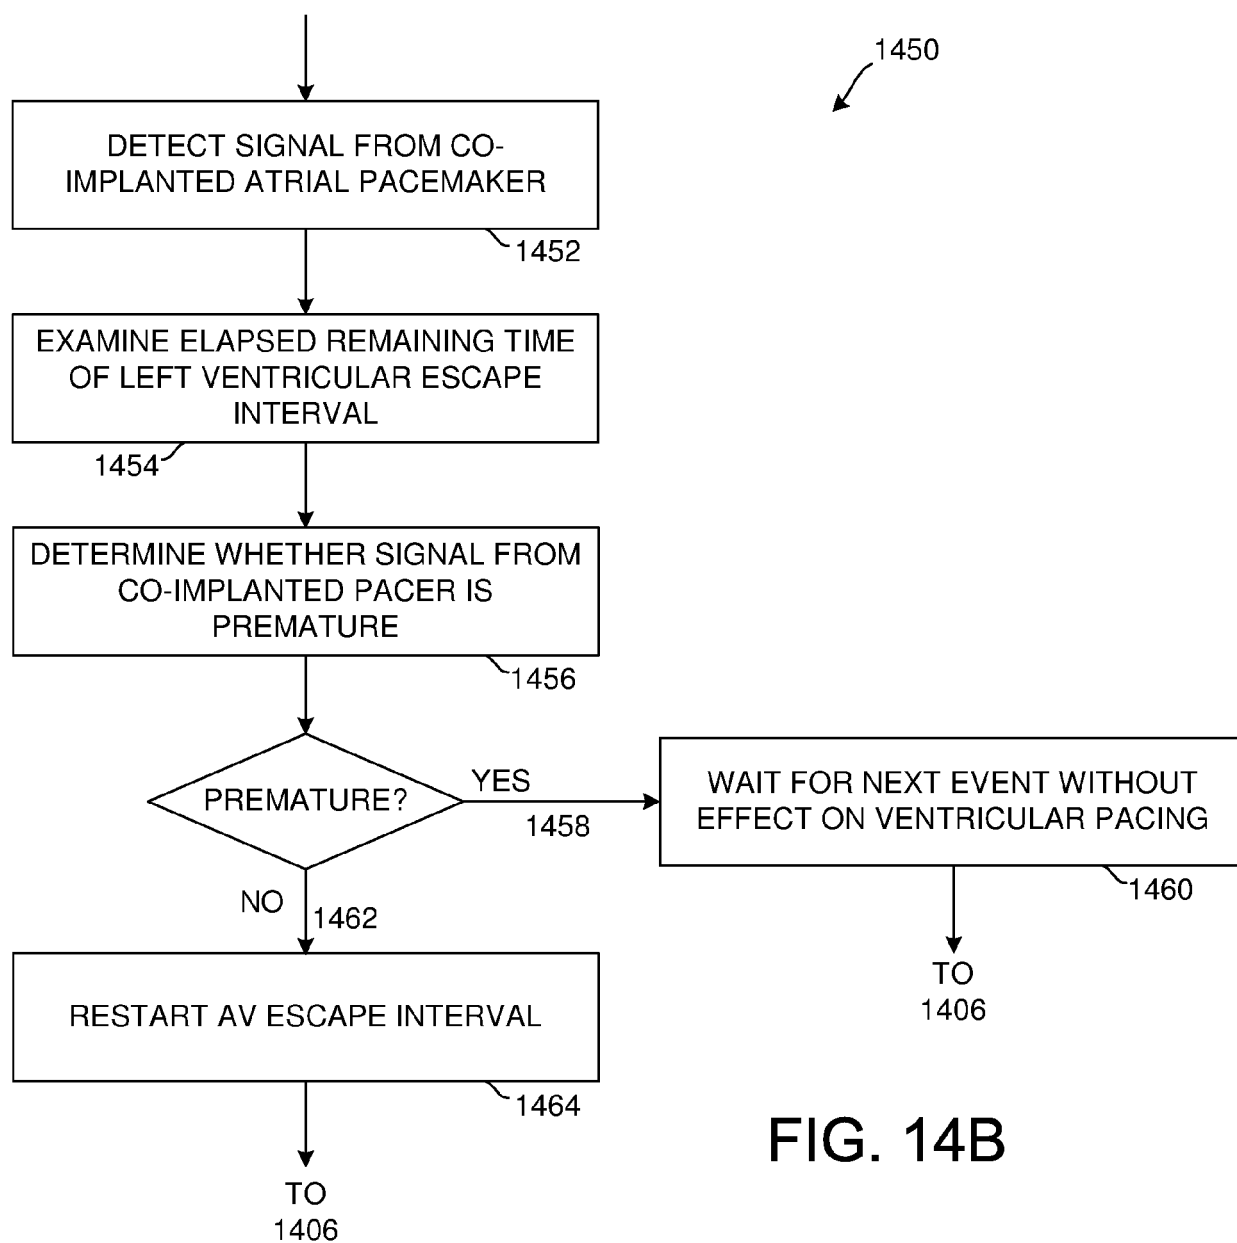 1450
DETECT SIGNAL FROM CO-
IMPLANTED ATRIAL PACEMAKER
1452
EXAMINE ELAPSED REMAINING TIME
OF LEFT VENTRICULAR ESCAPE
INTERVAL
1454
DETERMINE WHETHER SIGNAL FROM
CO-IMPLANTED PACER IS
PREMATURE
1456
PREMATURE?
YES
1458
WAIT FOR NEXT EVENT WITHOUT
EFFECT ON VENTRICULAR PACING
1460
TO
1406
NO
1462
RESTART AV ESCAPE INTERVAL
1464
TO
1406
FIG. 14B